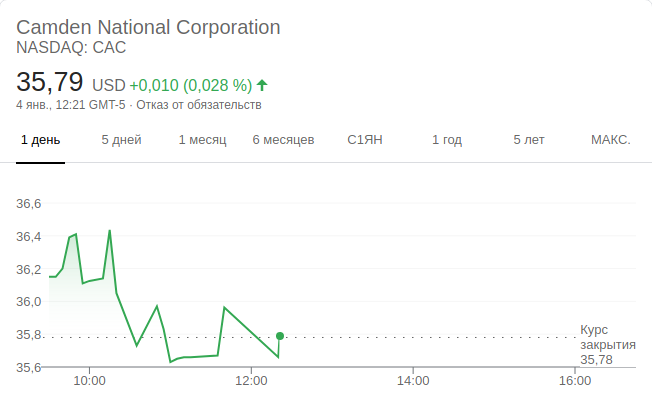 Camden National Corporation
NASDAQ: CAC
35,79 USD +0,010 (0,028 %)
4 янв., 12:21 GMT-5 · Отказ от обязательств
1 день 5 дней 1 месяц 6 месяцев С1ЯН 1 год 5 лет МАКС.
36,6
36,4
36,2
36,0
35,8
35,6
Курс
закрытия
35,78
10:00 12:00 14:00 16:00